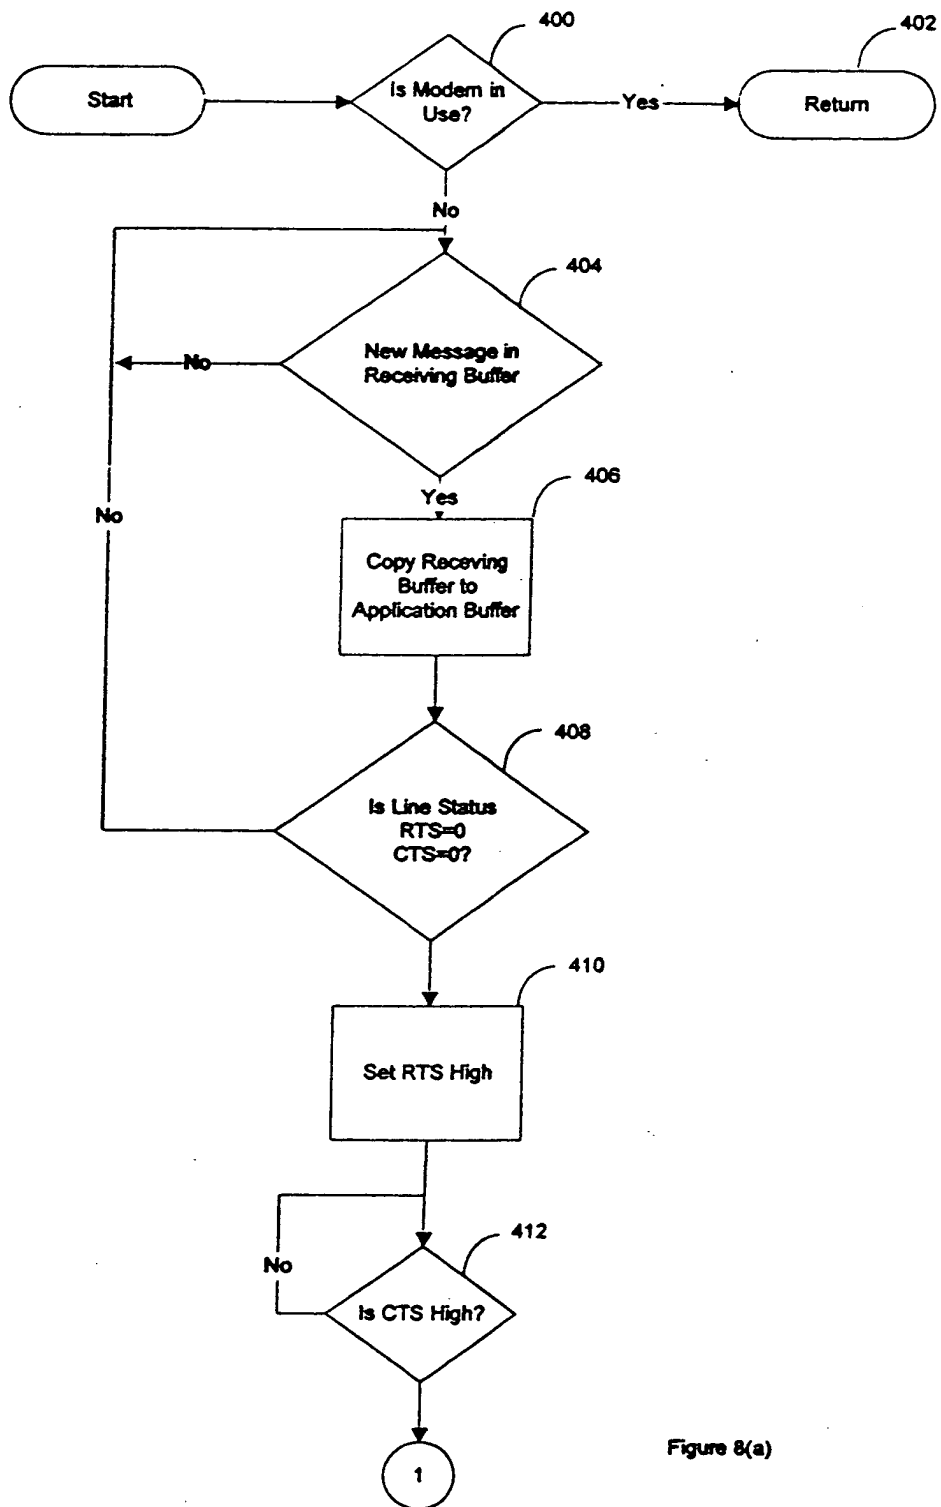 400
402
Start
Is Modem in
Use?
Yes
Return
No
404
New Message in
Receiving Buffer
No
406
Yes
No
Copy Receving
Buffer to
Application Buffer
408
Is Line Status
RTS=0
CTS=0?
410
Set RTS High
412
No
Is CTS High?
1
Figure 8(a)